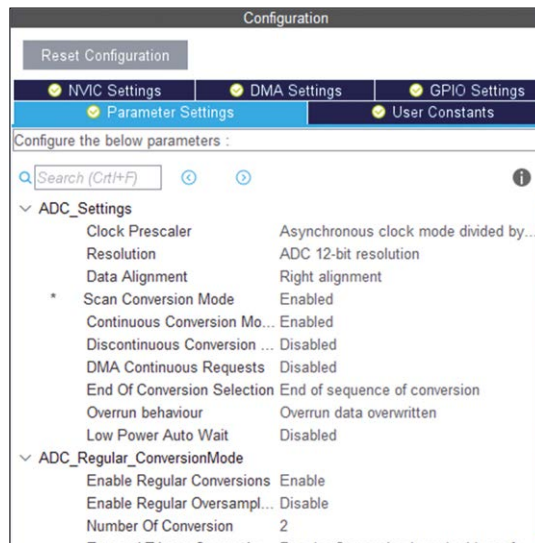 Configuration
Reset Configuration
NVIC Settings DMA Settings GPIO Settings
Parameter Settings User Constants
Configure the below parameters :
Search (Crtl+F)
ADC_Settings
Clock Prescaler Asynchronous clock mode divided by...
Resolution ADC 12-bit resolution
Data Alignment Right alignment
* Scan Conversion Mode Enabled
Continuous Conversion Mo... Enabled
Discontinuous Conversion ... Disabled
DMA Continuous Requests Disabled
End Of Conversion Selection End of sequence of conversion
Overrun behaviour Overrun data overwritten
Low Power Auto Wait Disabled
ADC_Regular_ConversionMode
Enable Regular Conversions Enable
Enable Regular Oversampl... Disable
Number Of Conversion 2